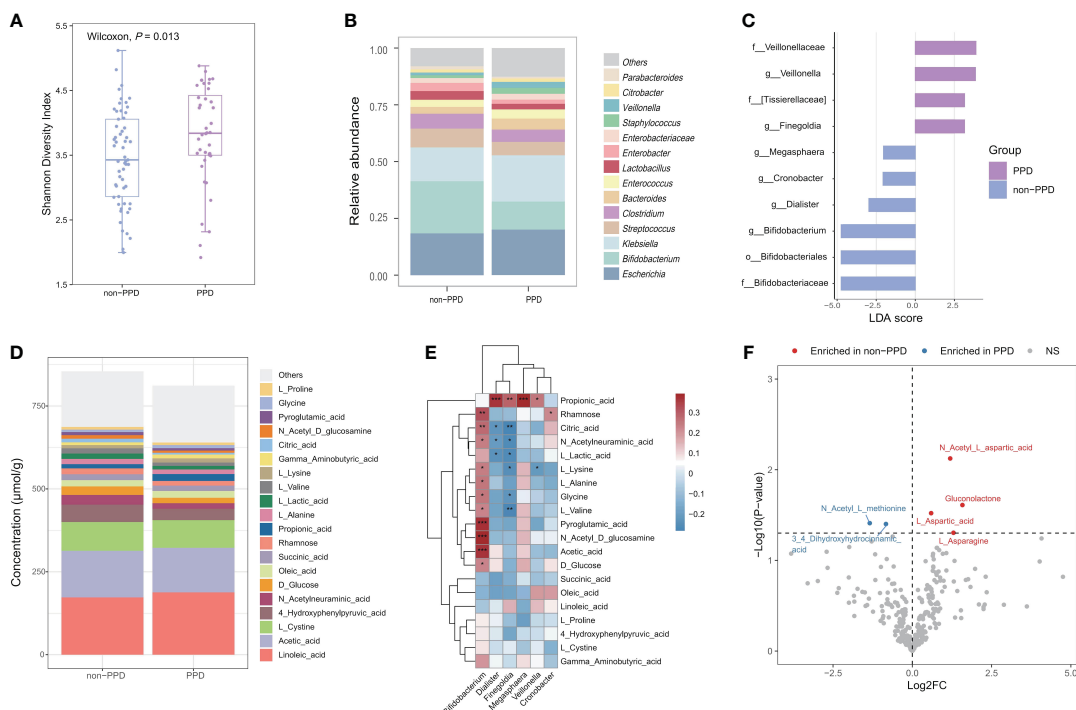 A
Wilcoxon, P = 0.013
Shannon Diversity Index
5.5
4.5
3.5
2.5
1.5
non−PPD
PPD
B
Relative abundance
1.00
0.75
0.50
0.25
0.00
non−PPD
PPD
Others
Parabacteroides
Citrobacter
Veillonella
Staphylococcus
Enterobacteriaceae
Enterobacter
Lactobacillus
Enterococcus
Bacteroides
Clostridium
Streptococcus
Klebsiella
Bifidobacterium
Escherichia
C
f__Veillonellaceae
g__Veillonella
f__[Tissierellaceae]
g__Finegoldia
g__Megasphaera
g__Cronobacter
g__Dialister
g__Bifidobacterium
o__Bifidobacteriales
f__Bifidobacteriaceae
−5.0
−2.5
0.0
2.5
LDA score
Group
PPD
non−PPD
D
Concentration (μmol/g)
750
500
250
0
non−PPD
PPD
Others
L_Proline
Glycine
Pyroglutamic_acid
N_Acetyl_D_glucosamine
Citric_acid
Gamma_Aminobutyric_acid
L_Lysine
L_Valine
L_Lactic_acid
L_Alanine
Propionic_acid
Rhamnose
Succinic_acid
Oleic_acid
D_Glucose
N_Acetylneuraminic_acid
4_Hydroxyphenylpyruvic_acid
L_Cystine
Acetic_acid
Linoleic_acid
E
Propionic_acid
Rhamnose
Citric_acid
N_Acetylneuraminic_acid
L_Lactic_acid
L_Lysine
L_Alanine
Glycine
L_Valine
Pyroglutamic_acid
N_Acetyl_D_glucosamine
Acetic_acid
D_Glucose
Succinic_acid
Oleic_acid
Linoleic_acid
L_Proline
4_Hydroxyphenylpyruvic_acid
L_Cystine
Gamma_Aminobutyric_acid
ifidobacterium
Dialister
Finegoldia
Megasphaera
Veillonella
Cronobacter
0.3
0.2
0.1
0
−0.1
−0.2
F
Enriched in non−PPD
Enriched in PPD
NS
−Log10(P−value)
3
2
1
0
N_Acetyl_L_aspartic_acid
Gluconolactone
N_Acetyl_L_methionine
L_Aspartic_acid
3_4_Dihydroxyhydrocinnamic_
acid
L_Asparagine
−2.5
0.0
2.5
5.0
Log2FC